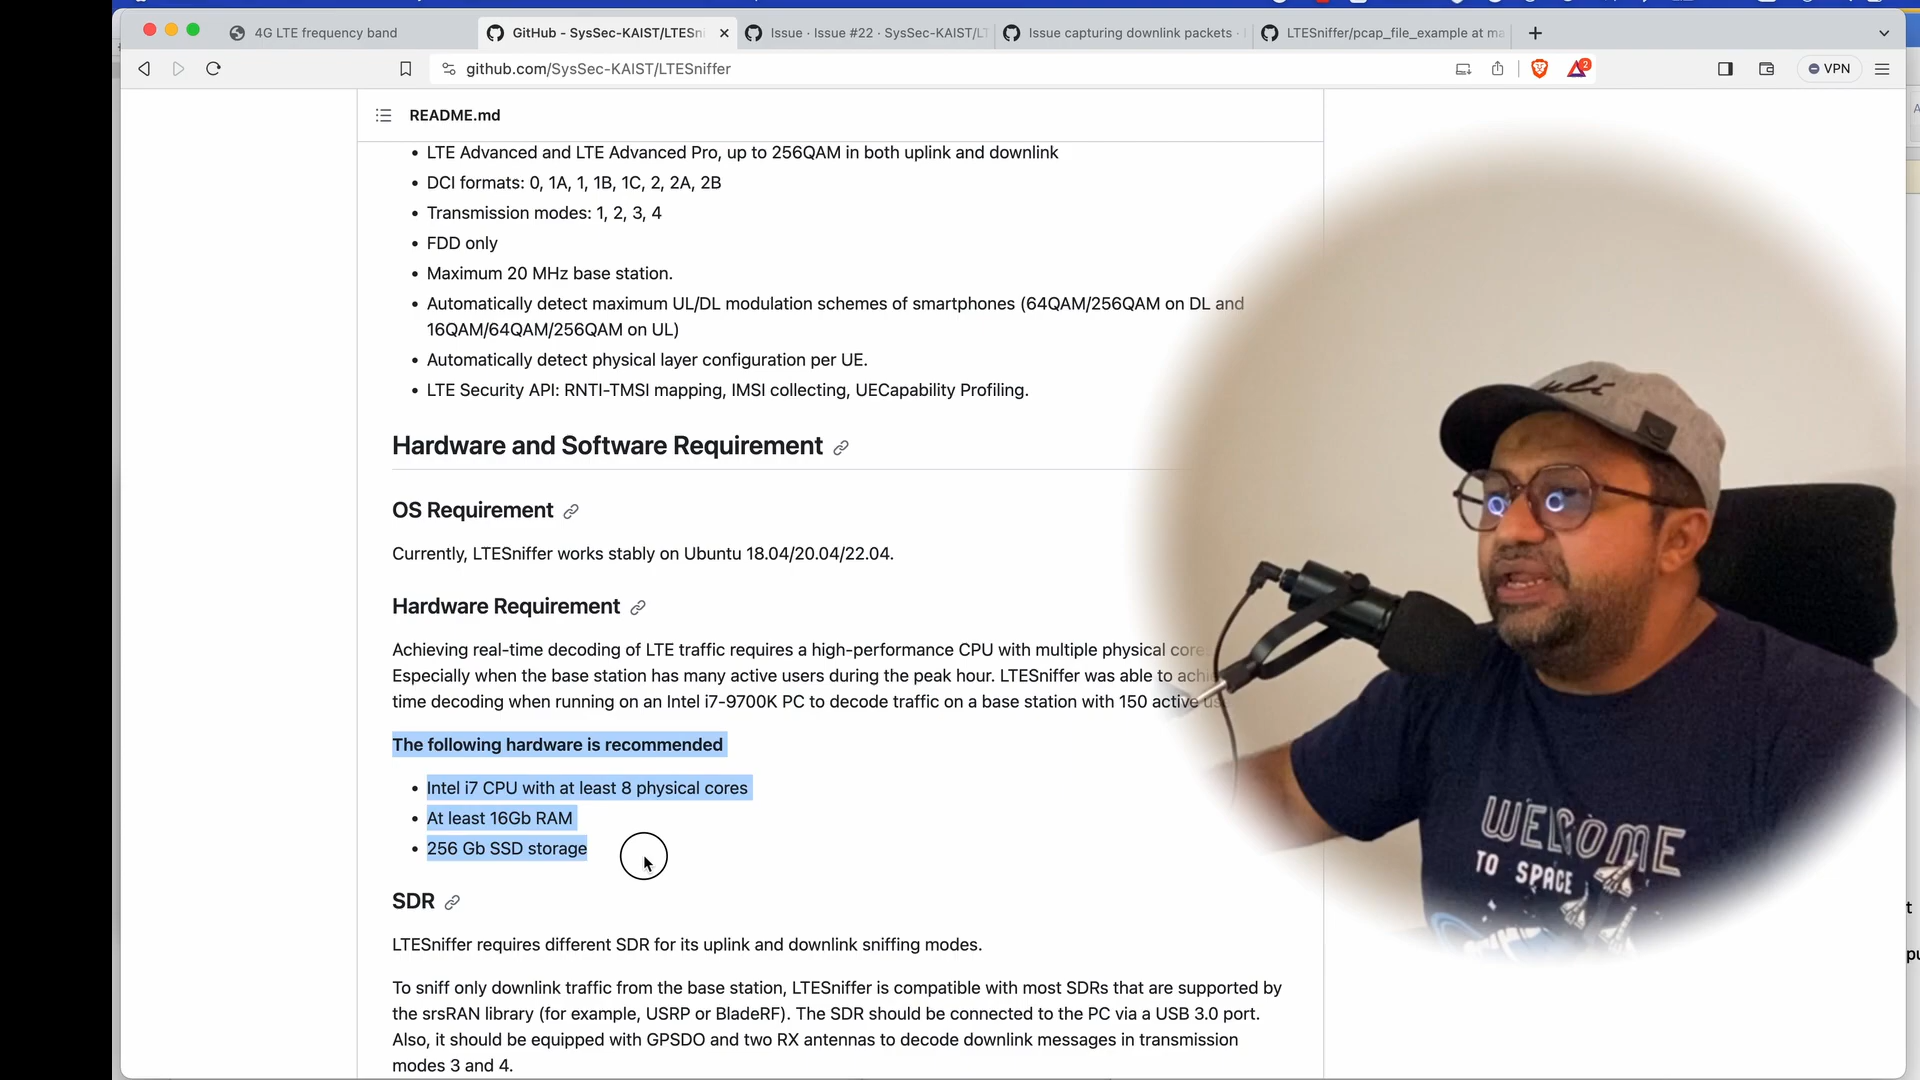 4G LTE frequency band
GitHub - SysSec-KAIST/LTESni
Issue · Issue #22 · SysSec-KAIST/LT
Issue capturing downlink packets ·
LTESniffer/pcap_file_example at ma
github.com/SysSec-KAIST/LTESniffer
2
VPN
README.md
• LTE Advanced and LTE Advanced Pro, up to 256QAM in both uplink and downlink
• DCI formats: 0, 1A, 1, 1B, 1C, 2, 2A, 2B
• Transmission modes: 1, 2, 3, 4
• FDD only
• Maximum 20 MHz base station.
• Automatically detect maximum UL/DL modulation schemes of smartphones (64QAM/256QAM on DL and
16QAM/64QAM/256QAM on UL)
• Automatically detect physical layer configuration per UE.
• LTE Security API: RNTI-TMSI mapping, IMSI collecting, UECapability Profiling.
Hardware and Software Requirement
OS Requirement
Currently, LTESniffer works stably on Ubuntu 18.04/20.04/22.04.
Hardware Requirement
Achieving real-time decoding of LTE traffic requires a high-performance CPU with multiple physical core
Especially when the base station has many active users during the peak hour. LTESniffer was able to achi
time decoding when running on an Intel i7-9700K PC to decode traffic on a base station with 150 active us
The following hardware is recommended
• Intel i7 CPU with at least 8 physical cores
• At least 16Gb RAM
• 256 Gb SSD storage
SDR
LTESniffer requires different SDR for its uplink and downlink sniffing modes.
To sniff only downlink traffic from the base station, LTESniffer is compatible with most SDRs that are supported by
the srsRAN library (for example, USRP or BladeRF). The SDR should be connected to the PC via a USB 3.0 port.
Also, it should be equipped with GPSDO and two RX antennas to decode downlink messages in transmission
modes 3 and 4.
WELCOME
TO SPACE